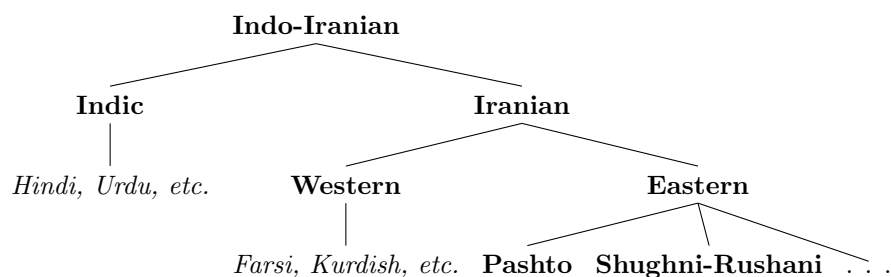 Indo-Iranian
Indic Iranian
Hindi, Urdu, etc. Western Eastern
Farsi, Kurdish, etc. Pashto Shughni-Rushani . . .